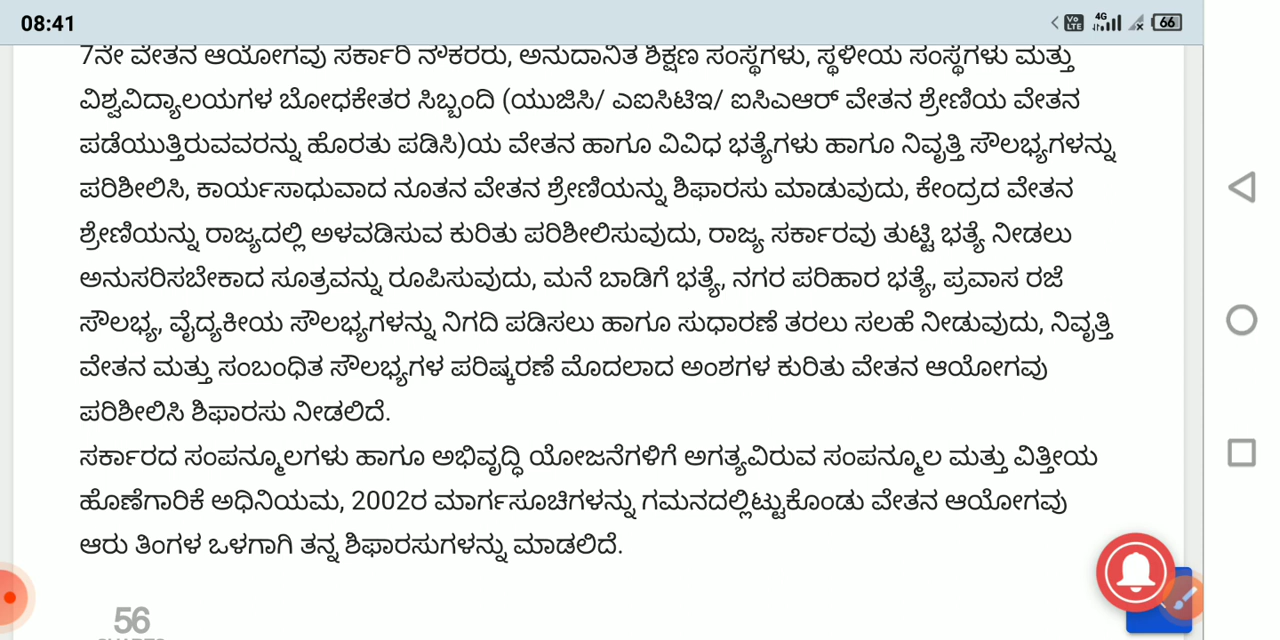 08:41
Vo LTE 4G 66
7ನೇ ವೇತನ ಆಯೋಗವು ಸರ್ಕಾರಿ ನೌಕರರು, ಅನುದಾನಿತ ಶಿಕ್ಷಣ ಸಂಸ್ಥೆಗಳು, ಸ್ಥಳೀಯ ಸಂಸ್ಥೆಗಳು ಮತ್ತು
ವಿಶ್ವವಿದ್ಯಾಲಯಗಳ ಬೋಧಕೇತರ ಸಿಬ್ಬಂದಿ (ಯುಜಿಸಿ/ ಎಐಸಿಟಿಇ/ ಐಸಿಎಆರ್ ವೇತನ ಶ್ರೇಣಿಯ ವೇತನ
ಪಡೆಯುತ್ತಿರುವವರನ್ನು ಹೊರತು ಪಡಿಸಿ)ಯ ವೇತನ ಹಾಗೂ ವಿವಿಧ ಭತ್ಯೆಗಳು ಹಾಗೂ ನಿವೃತ್ತಿ ಸೌಲಭ್ಯಗಳನ್ನು
ಪರಿಶೀಲಿಸಿ, ಕಾರ್ಯಸಾಧುವಾದ ನೂತನ ವೇತನ ಶ್ರೇಣಿಯನ್ನು ಶಿಫಾರಸು ಮಾಡುವುದು, ಕೇಂದ್ರದ ವೇತನ
ಶ್ರೇಣಿಯನ್ನು ರಾಜ್ಯದಲ್ಲಿ ಅಳವಡಿಸುವ ಕುರಿತು ಪರಿಶೀಲಿಸುವುದು, ರಾಜ್ಯ ಸರ್ಕಾರವು ತುಟ್ಟಿ ಭತ್ಯೆ ನೀಡಲು
ಅನುಸರಿಸಬೇಕಾದ ಸೂತ್ರವನ್ನು ರೂಪಿಸುವುದು, ಮನೆ ಬಾಡಿಗೆ ಭತ್ಯೆ, ನಗರ ಪರಿಹಾರ ಭತ್ಯೆ, ಪ್ರವಾಸ ರಜೆ
ಸೌಲಭ್ಯ, ವೈದ್ಯಕೀಯ ಸೌಲಭ್ಯಗಳನ್ನು ನಿಗದಿ ಪಡಿಸಲು ಹಾಗೂ ಸುಧಾರಣೆ ತರಲು ಸಲಹೆ ನೀಡುವುದು, ನಿವೃತ್ತಿ
ವೇತನ ಮತ್ತು ಸಂಬಂಧಿತ ಸೌಲಭ್ಯಗಳ ಪರಿಷ್ಕರಣೆ ಮೊದಲಾದ ಅಂಶಗಳ ಕುರಿತು ವೇತನ ಆಯೋಗವು
ಪರಿಶೀಲಿಸಿ ಶಿಫಾರಸು ನೀಡಲಿದೆ.
ಸರ್ಕಾರದ ಸಂಪನ್ಮೂಲಗಳು ಹಾಗೂ ಅಭಿವೃದ್ಧಿ ಯೋಜನೆಗಳಿಗೆ ಅಗತ್ಯವಿರುವ ಸಂಪನ್ಮೂಲ ಮತ್ತು ವಿತ್ತೀಯ
ಹೊಣೆಗಾರಿಕೆ ಅಧಿನಿಯಮ, 2002ರ ಮಾರ್ಗಸೂಚಿಗಳನ್ನು ಗಮನದಲ್ಲಿಟ್ಟುಕೊಂಡು ವೇತನ ಆಯೋಗವು
ಆರು ತಿಂಗಳ ಒಳಗಾಗಿ ತನ್ನ ಶಿಫಾರಸುಗಳನ್ನು ಮಾಡಲಿದೆ.
56